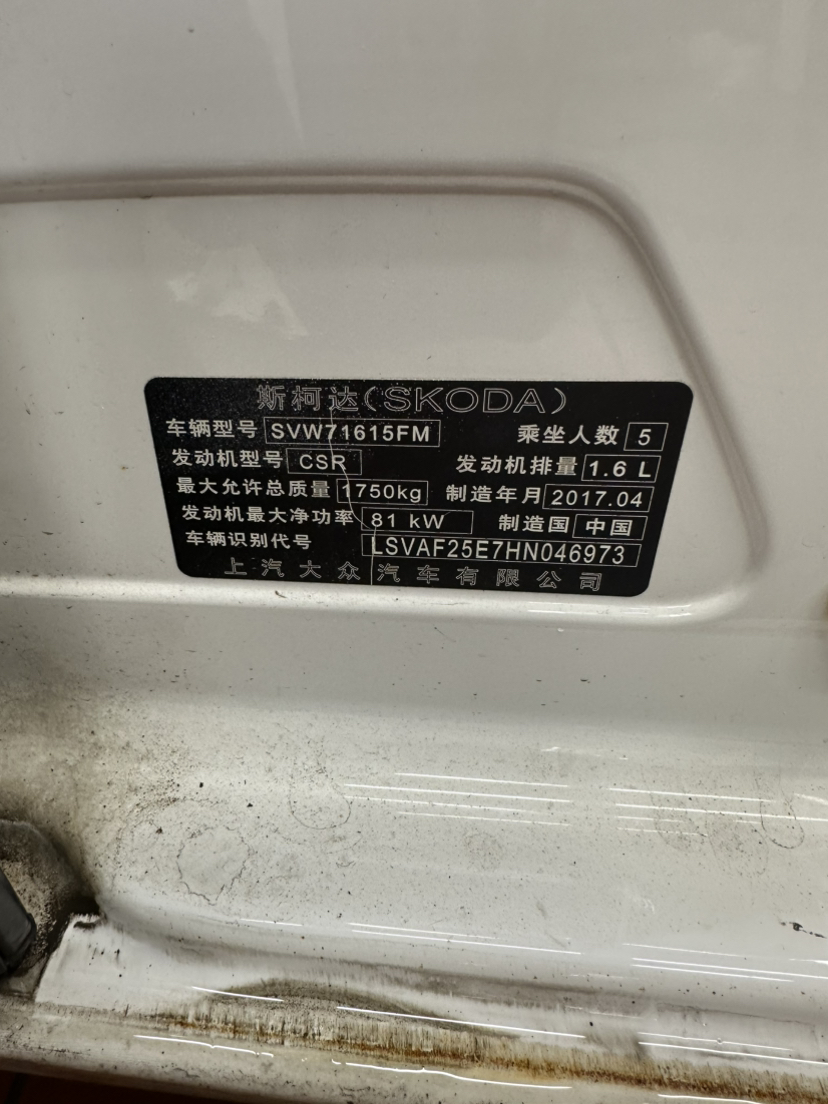 斯柯达(SKODA)
车辆型号 SVW71615FM 乘坐人数 5
发动机型号 CSR 发动机排量 1.6 L
最大允许总质量 1750kg 制造年月 2017.04
发动机最大净功率 81 kW 制造国 中国
车辆识别代号 LSVAF25E7HN046973
上汽大众汽车有限公司